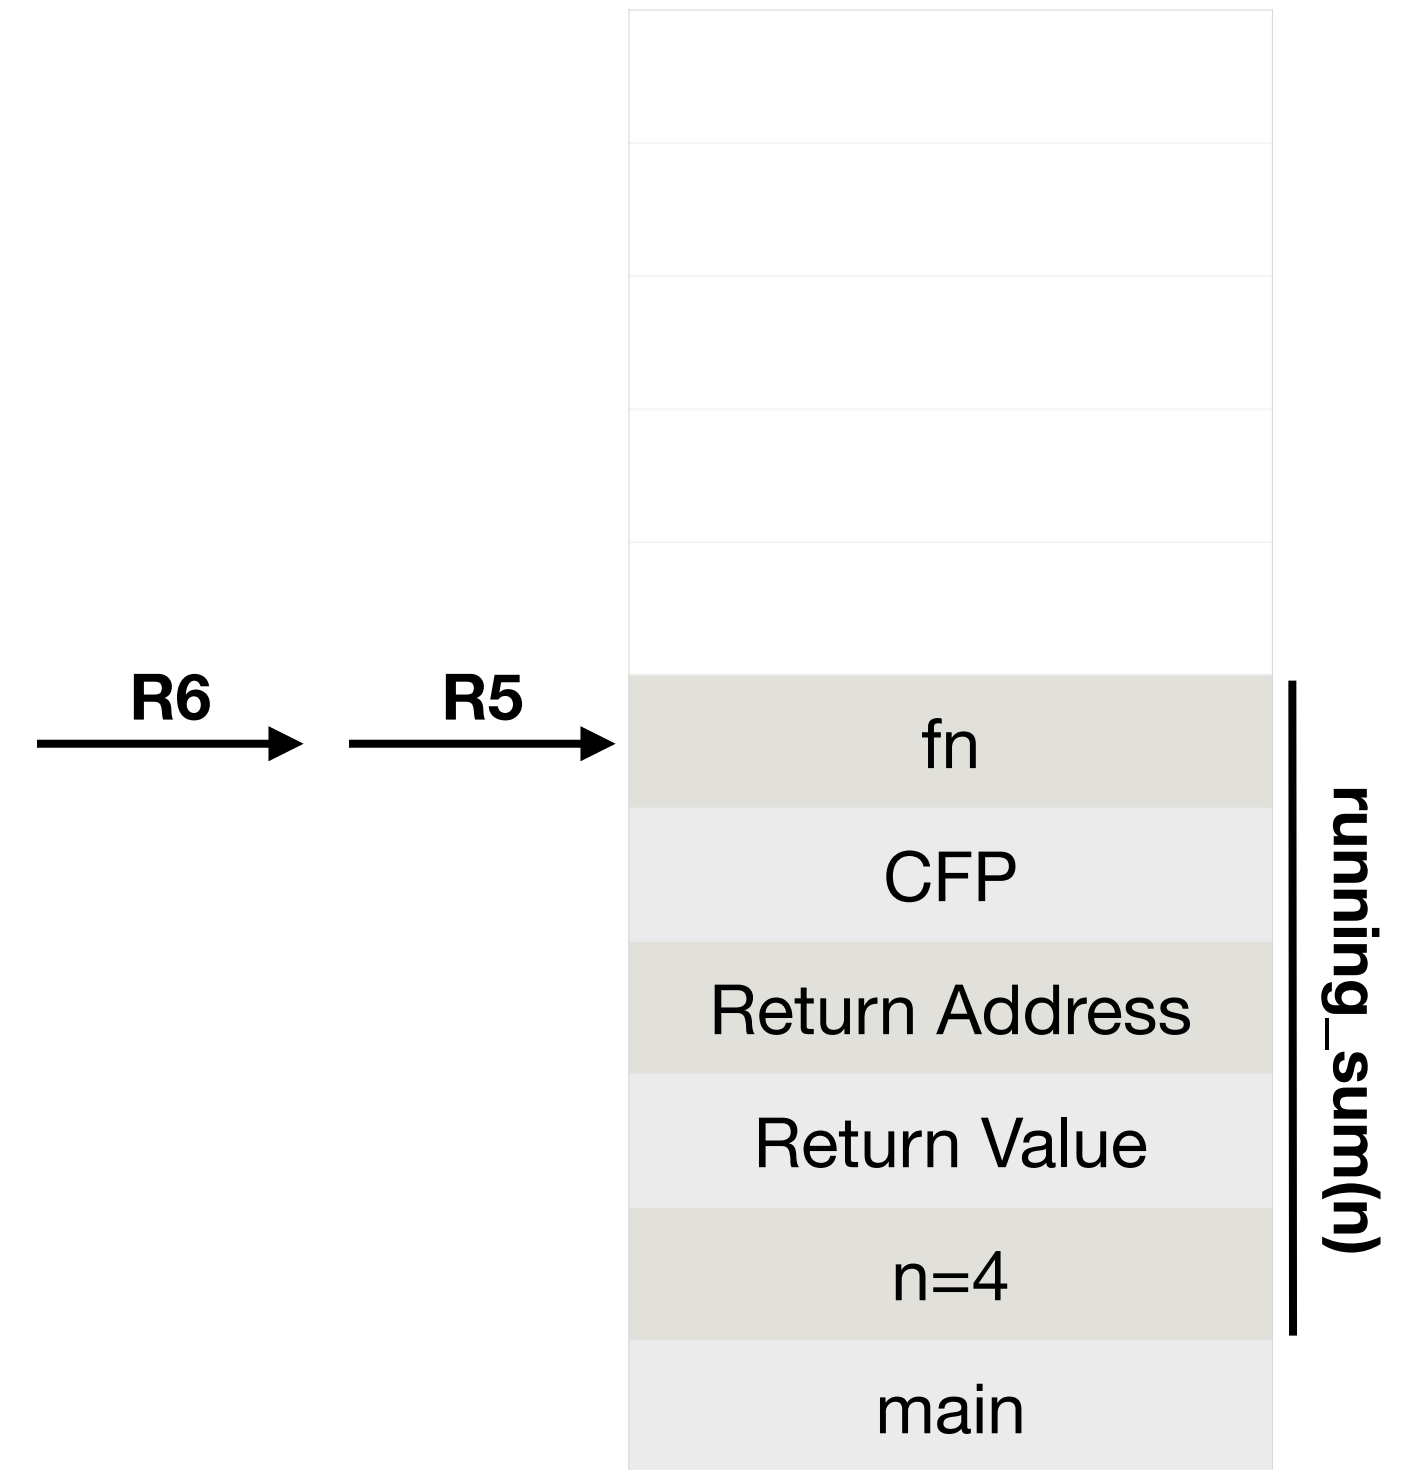 R6
R5
fn
CFP
Return Address
Return Value
n=4
main
running_sum(n)